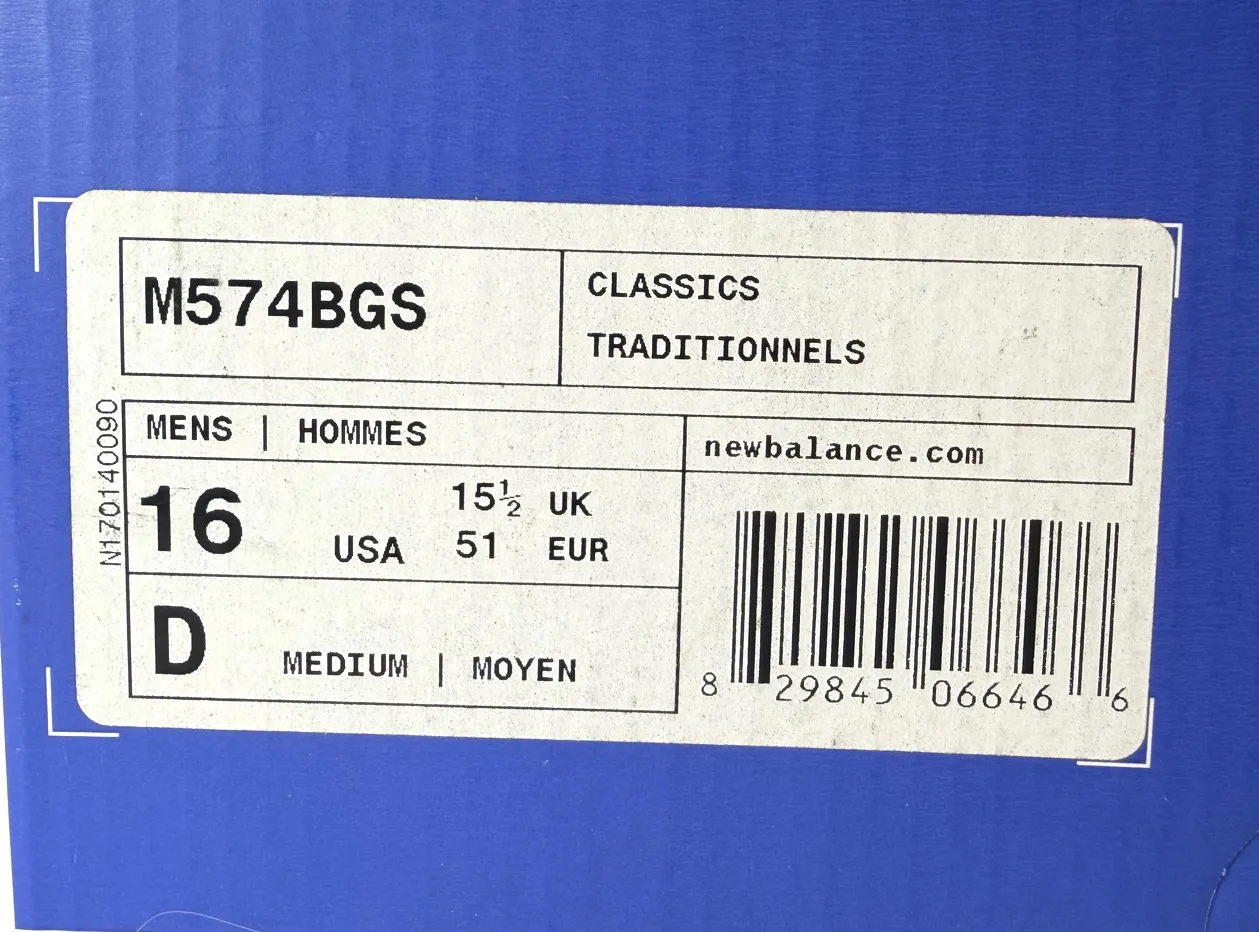 M574BGS
CLASSICS
TRADITIONNELS
N170140090
MENS | HOMMES
newbalance.com
16 USA
15½ UK
51 EUR
D MEDIUM | MOYEN
8 29845 06646 6